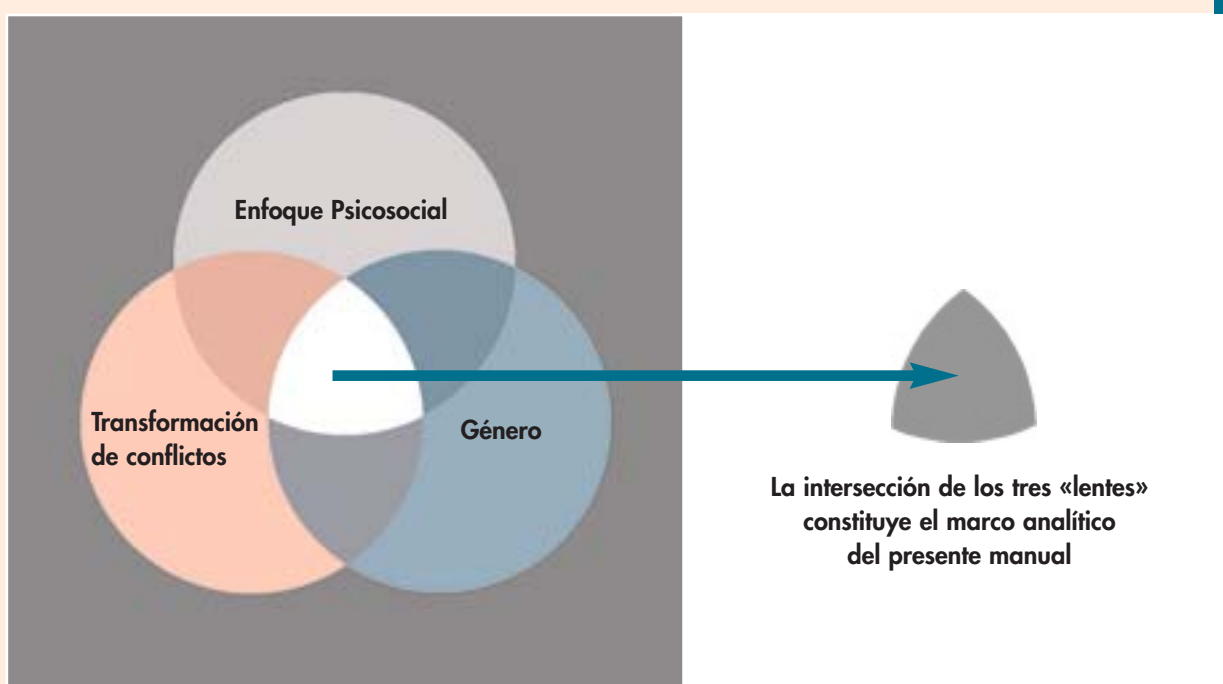 Enfoque Psicosocial
Transformación
de conflictos
Género
La intersección de los tres «lentes»
constituye el marco analítico
del presente manual